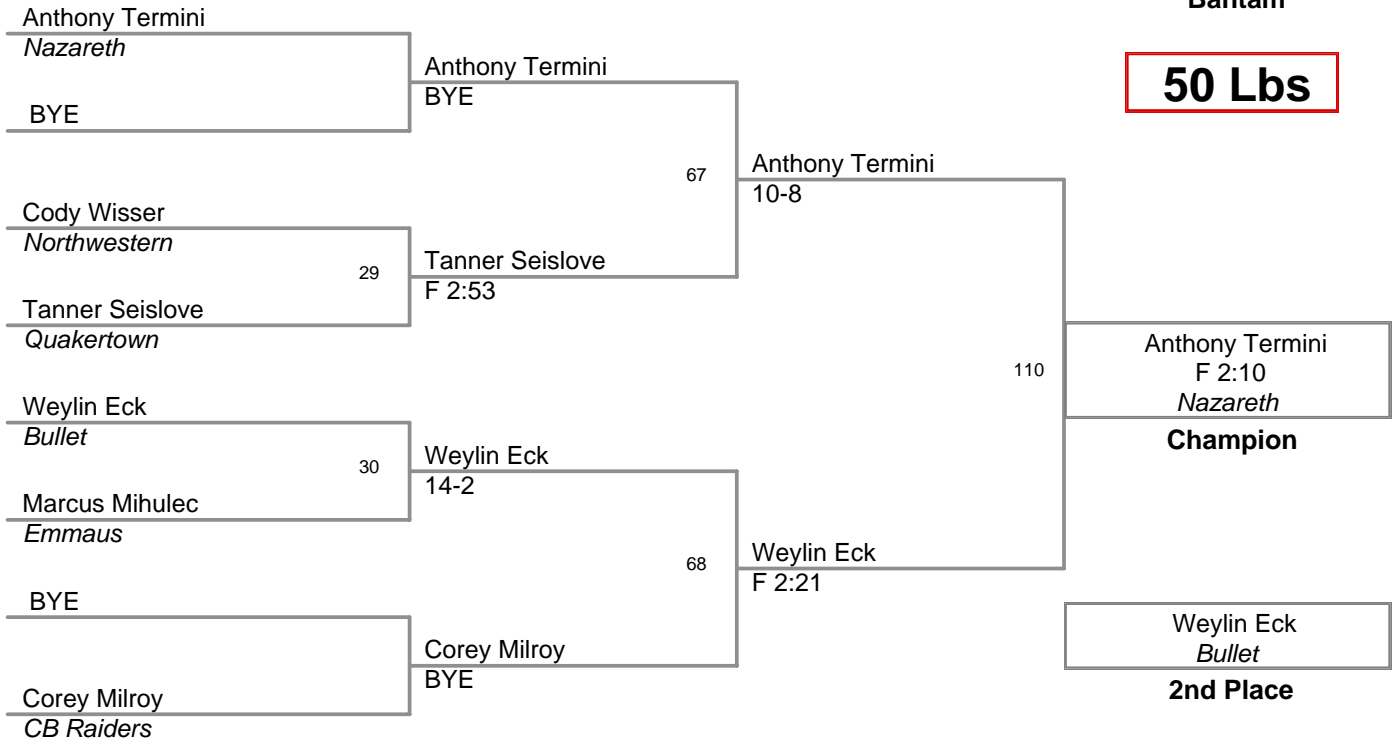 Bantam
50 Lbs
Anthony Termini
Nazareth
BYE
Cody Wisser
Northwestern
29
Tanner Seislove
Quakertown
Weylin Eck
Bullet
30
Marcus Mihulec
Emmaus
BYE
Corey Milroy
CB Raiders
Anthony Termini
BYE
67
Tanner Seislove
F 2:53
Weylin Eck
14-2
68
Corey Milroy
BYE
Anthony Termini
10-8
110
Weylin Eck
F 2:21
Anthony Termini
F 2:10
Nazareth
Champion
Weylin Eck
Bullet
2nd Place